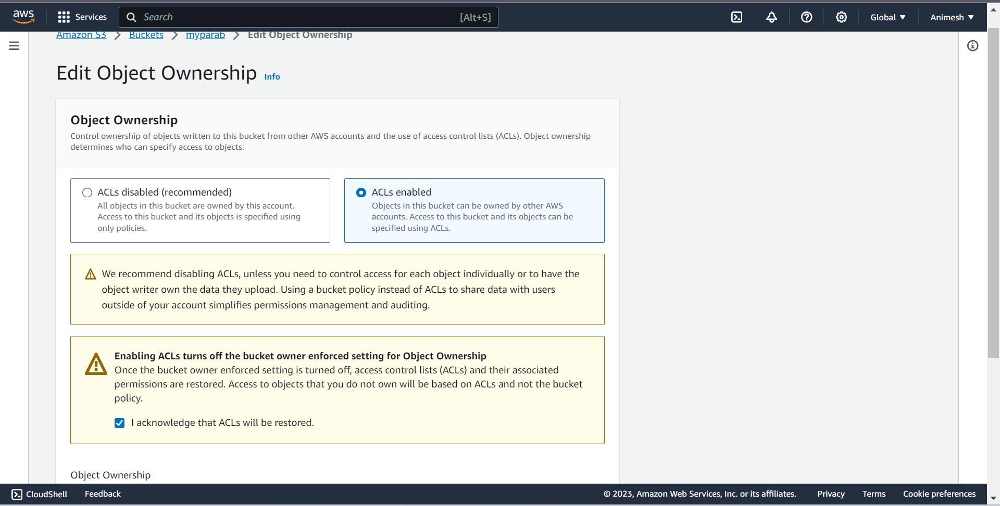 aws
Services
Search
[Alt+S]
Global
Animesh
Amazon S3
Buckets
myparab
Edit Object Ownership
Edit Object Ownership
Info
Object Ownership
Control ownership of objects written to this bucket from other AWS accounts and the use of access control lists (ACLs). Object ownership
determines who can specify access to objects.
ACLs disabled (recommended)
All objects in this bucket are owned by this account.
Access to this bucket and its objects is specified using
only policies.
ACLs enabled
Objects in this bucket can be owned by other AWS
accounts. Access to this bucket and its objects can be
specified using ACLs.
We recommend disabling ACLs, unless you need to control access for each object individually or to have the
object writer own the data they upload. Using a bucket policy instead of ACLs to share data with users
outside of your account simplifies permissions management and auditing.
Enabling ACLs turns off the bucket owner enforced setting for Object Ownership
Once the bucket owner enforced setting is turned off, access control lists (ACLs) and their associated
permissions are restored. Access to objects that you do not own will be based on ACLs and not the bucket
policy.
I acknowledge that ACLs will be restored.
Object Ownership
CloudShell
Feedback
© 2023, Amazon Web Services, Inc. or its affiliates.
Privacy
Terms
Cookie preferences